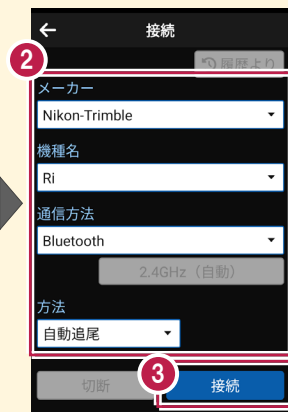 接続
2
履歴より
メーカー
Nikon-Trimble
機種名
Ri
通信方法
Bluetooth
2.4GHz（自動）
方法
自動追尾
切断
3
接続